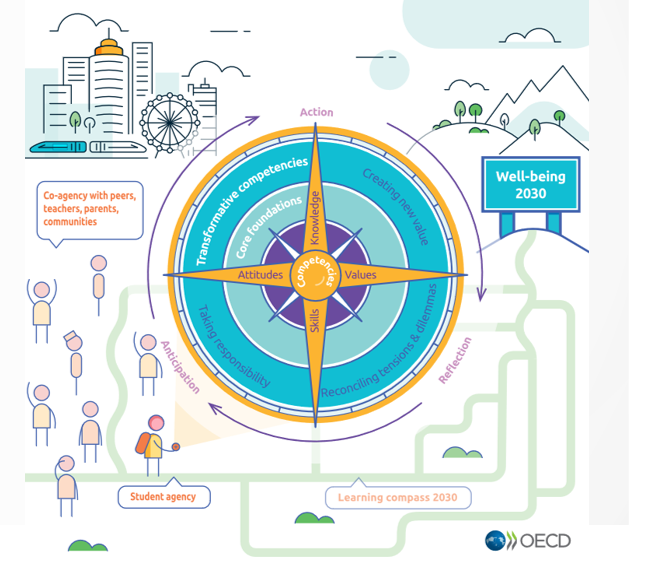 Action
Well-being
2030
Co-agency with peers,
teachers, parents,
communities
Transformative competencies
Core foundations
Creating new value
Knowledge
Attitudes
Competencies
Values
Skills
Taking responsibility
Reconciling tensions & dilemmas
Anticipation
Reflection
Student agency
Learning compass 2030
OECD